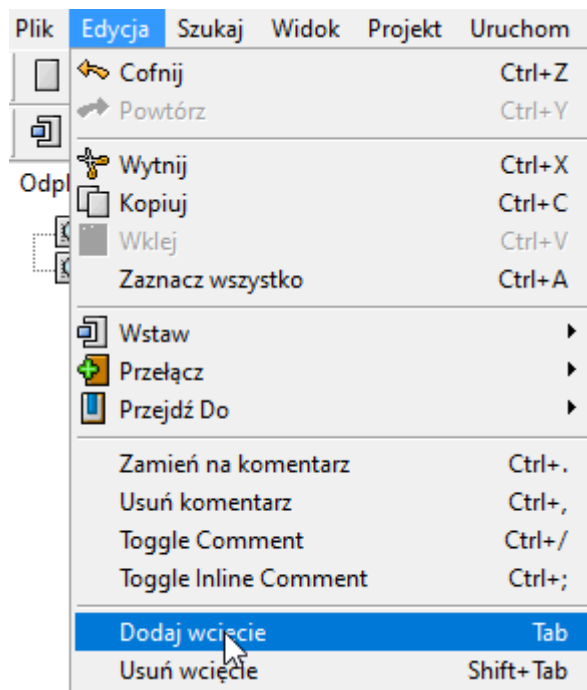 Plik Edycja Szukaj Widok Projekt Uruchom
Cofnij Ctrl+Z
Powtórz Ctrl+Y
Wytnij Ctrl+X
Kopiuj Ctrl+C
Wklej Ctrl+V
Zaznacz wszystko Ctrl+A
Wstaw
Przełącz
Przejdź Do
Zamień na komentarz Ctrl+.
Usuń komentarz Ctrl+,
Toggle Comment Ctrl+/
Toggle Inline Comment Ctrl+;
Dodaj wcięcie Tab
Usuń wcięcie Shift+Tab